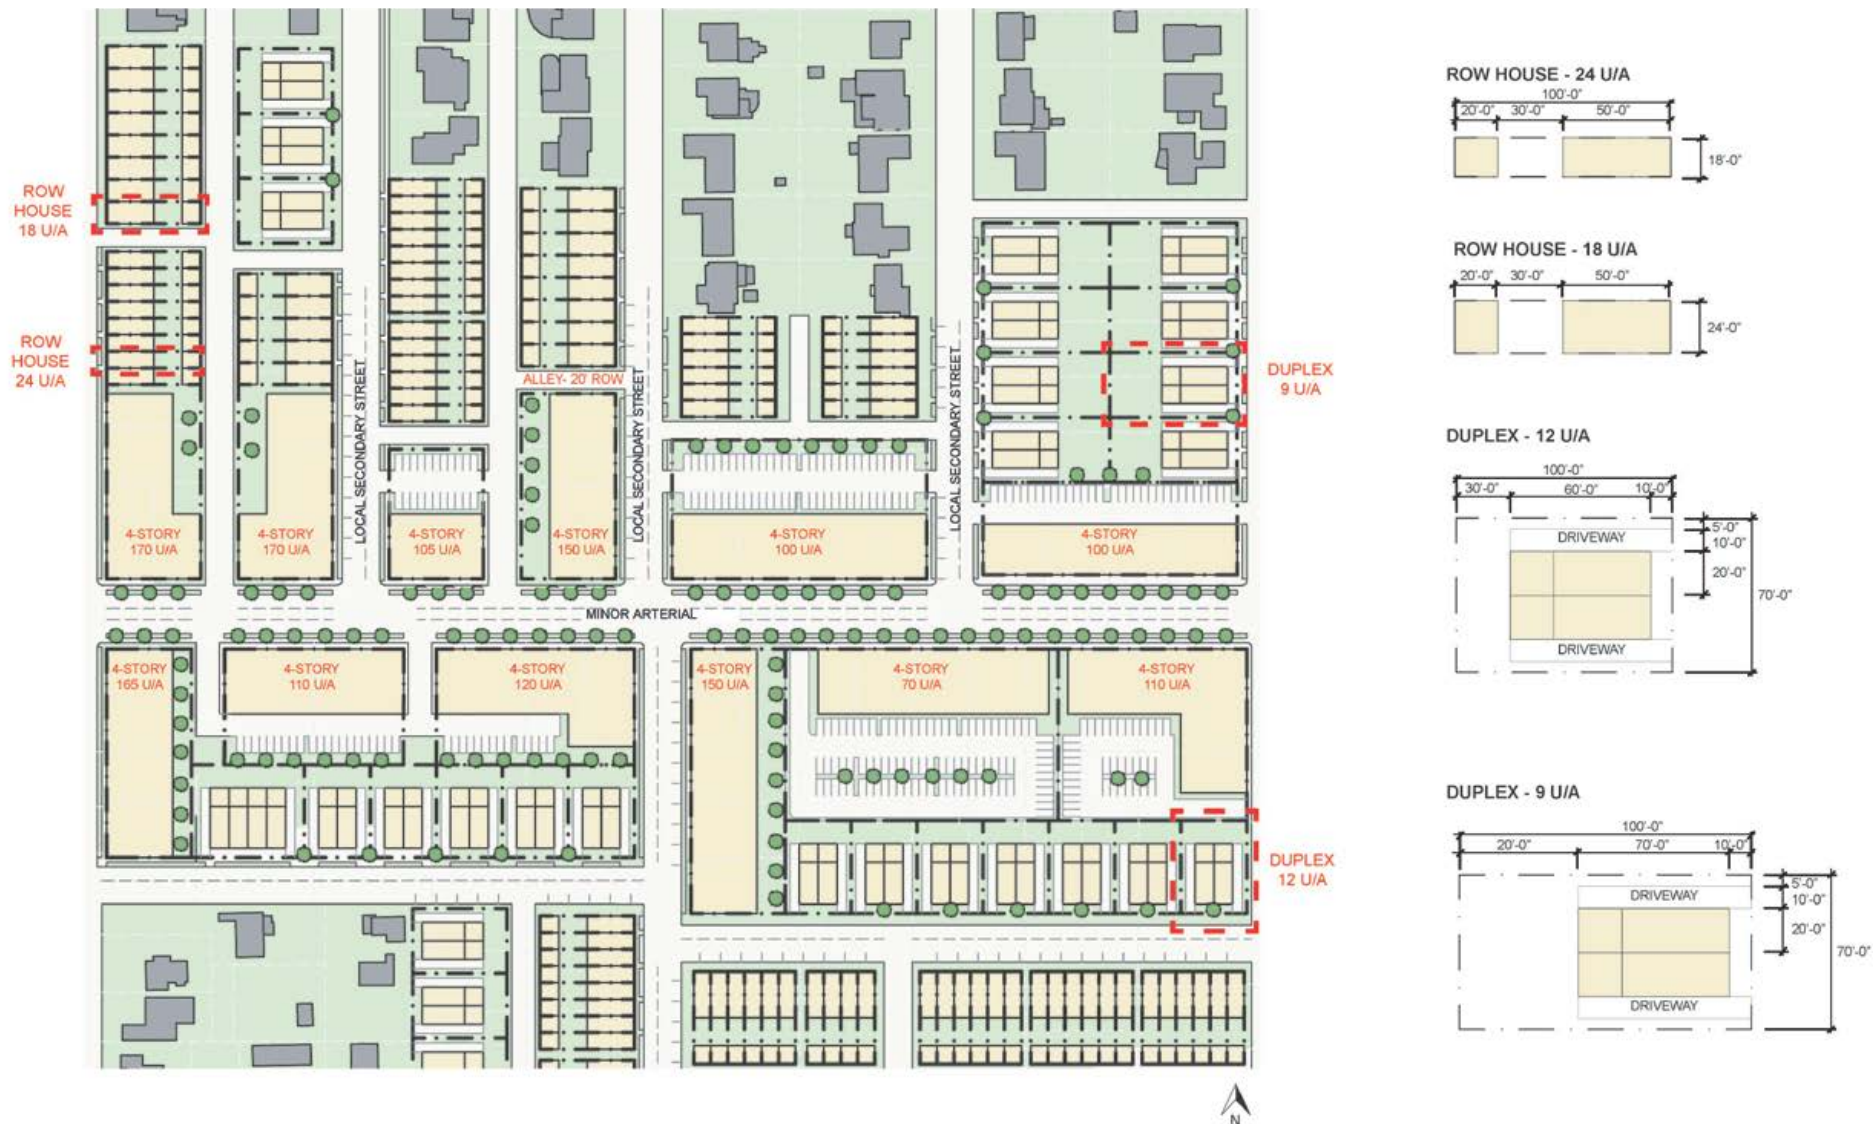 ROW
HOUSE
18 U/A
ROW
HOUSE
24 U/A
LOCAL SECONDARY STREET
ALLEY- 20' ROW
LOCAL SECONDARY STREET
LOCAL SECONDARY STREET
DUPLEX
9 U/A
4-STORY
170 U/A
4-STORY
170 U/A
4-STORY
105 U/A
4-STORY
150 U/A
4-STORY
100 U/A
4-STORY
100 U/A
MINOR ARTERIAL
4-STORY
165 U/A
4-STORY
110 U/A
4-STORY
120 U/A
4-STORY
150 U/A
4-STORY
70 U/A
4-STORY
110 U/A
DUPLEX
12 U/A
N
ROW HOUSE - 24 U/A
100'-0"
20'-0" 30'-0" 50'-0"
18'-0"
ROW HOUSE - 18 U/A
20'-0" 30'-0" 50'-0"
24'-0"
DUPLEX - 12 U/A
100'-0"
30'-0" 60'-0" 10'-0"
DRIVEWAY
5'-0"
10'-0"
20'-0"
70'-0"
DRIVEWAY
DUPLEX - 9 U/A
100'-0"
20'-0" 70'-0" 10'-0"
DRIVEWAY
5'-0"
10'-0"
20'-0"
70'-0"
DRIVEWAY